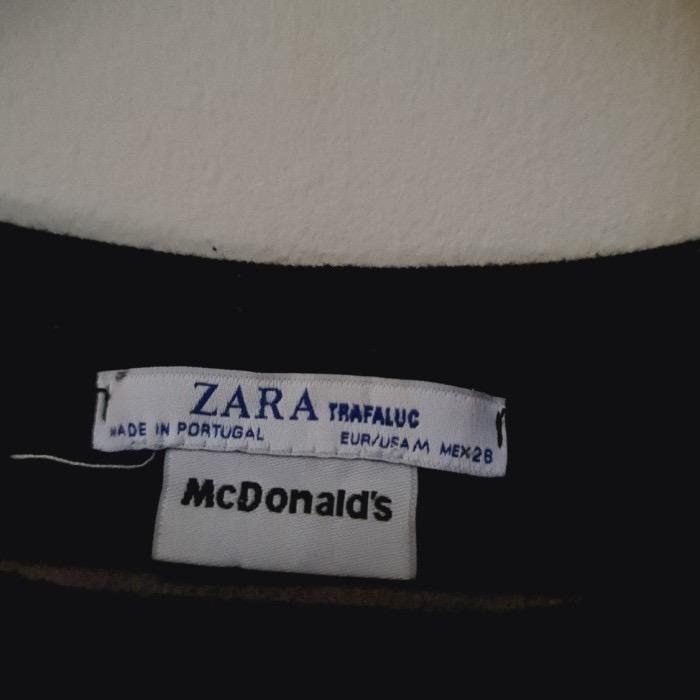 ZARA TRAFALUC
MADE IN PORTUGAL EUR/USA M MEX 28
McDonald's